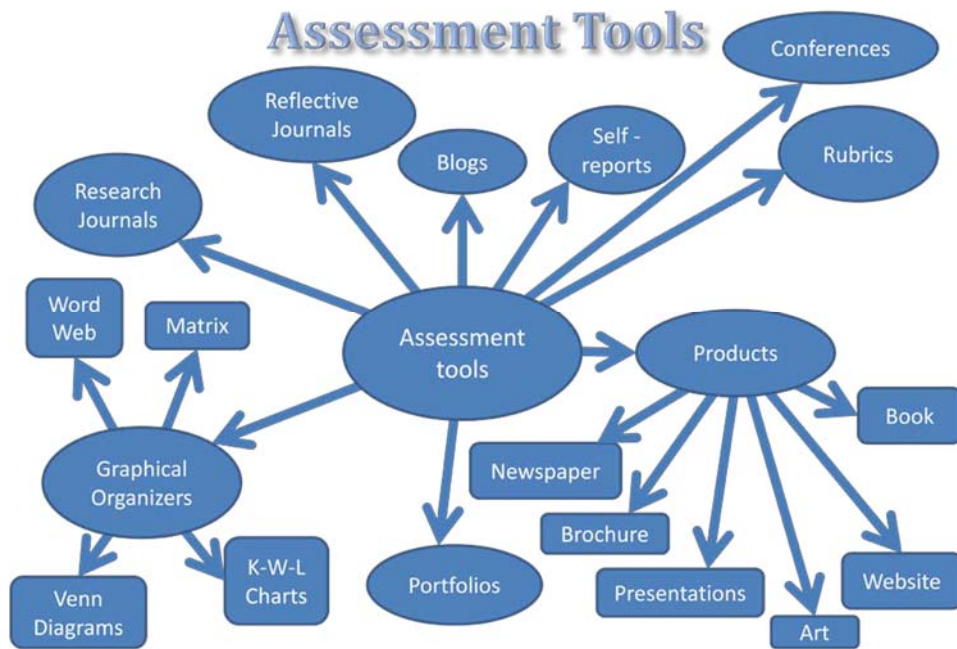 Assessment Tools
Conferences
Reflective
Journals
Blogs
Self -
reports
Rubrics
Research
Journals
Word
Web
Matrix
Assessment
tools
Products
Book
Graphical
Organizers
Newspaper
Brochure
K-W-L
Charts
Venn
Diagrams
Portfolios
Presentations
Website
Art